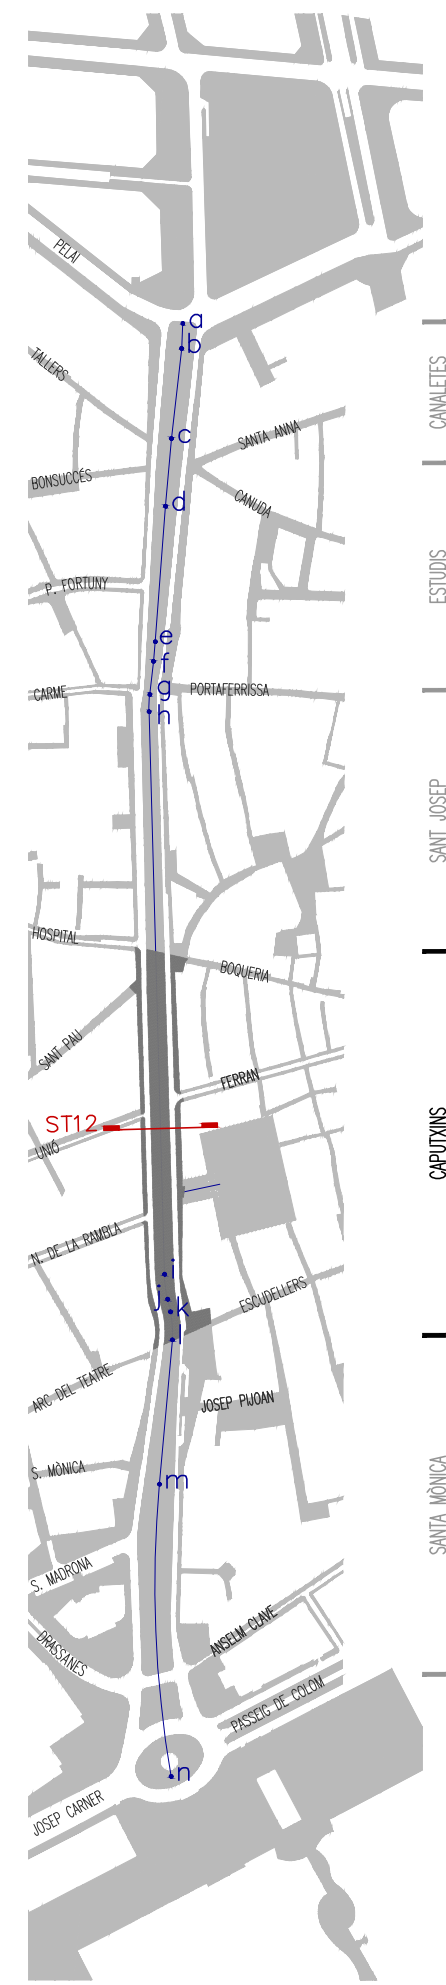 PELAI
a
b
TALLERS
CANALETES
c
SANTA ANNA
BONSUCCÉS
CANUDA
d
ESTUDIS
P. FORTUNY
e
f
g
CARME
PORTAFERRISSA
h
SANT JOSEP
HOSPITAL
BOQUERIA
SANT PAU
FERRAN
CAPUTXINS
ST12
UNIÓ
N. DE LA RAMBLA
i
j
k
ESCUDELLERS
l
ARC DEL TEATRE
JOSEP PIJOAN
S. MÒNICA
m
SANTA MÒNICA
S. MADRONA
ANSELM CLAVE
DRASSANES
PASSEIG DE COLOM
n
JOSEP CARNER